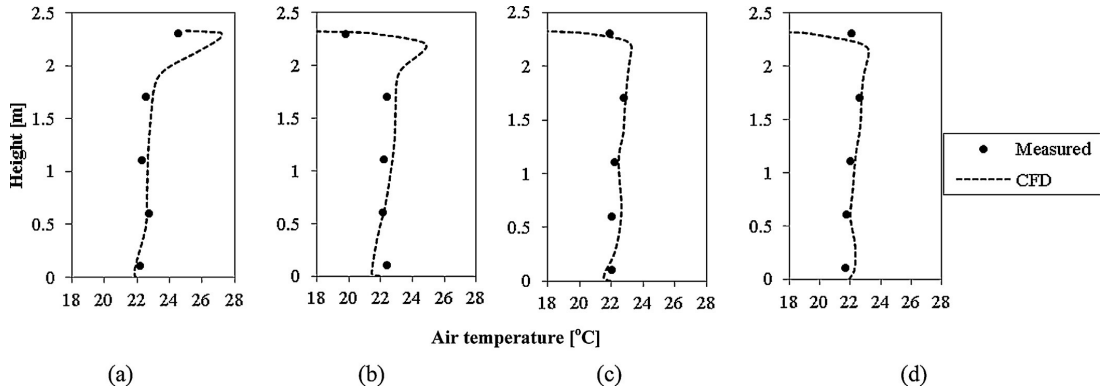 2.5 2.5 2.5 2.5
2 2 2 2
1.5 1.5 1.5 1.5
1 1 1 1
0.5 0.5 0.5 0.5
0 0 0 0
18 20 22 24 26 28 18 20 22 24 26 28 18 20 22 24 26 28 18 20 22 24 26 28
Height [m]
Measured
CFD
Air temperature [°C]
(a) (b) (c) (d)